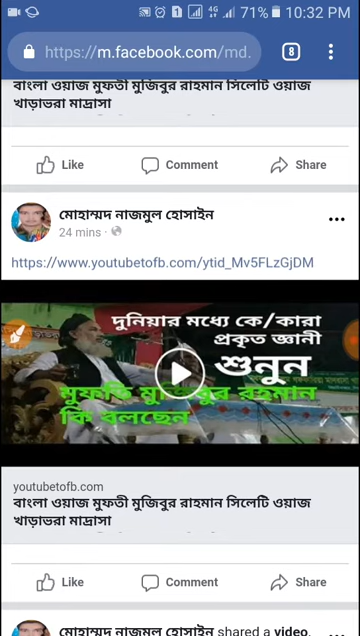 71% 10:32 PM
https://m.facebook.com/md.
8
বাংলা ওয়াজ মুফতী মুজিবুর রাহমান সিলেটি ওয়াজ
খাড়াভরা মাদ্রাসা
Like Comment Share
মোহাম্মদ নাজমুল হোসাইন
24 mins
https://www.youtubetofb.com/ytid_Mv5FLzGjDM
দুনিয়ার মধ্যে কে/কারা
প্রকৃত জ্ঞানী
শুনুন
মুফতি মুজিবুর রহমান
কি বলছেন
youtubetofb.com
বাংলা ওয়াজ মুফতী মুজিবুর রাহমান সিলেটি ওয়াজ
খাড়াভরা মাদ্রাসা
Like Comment Share
মোহাম্মদ নাজমুল হোসাইন shared a video.